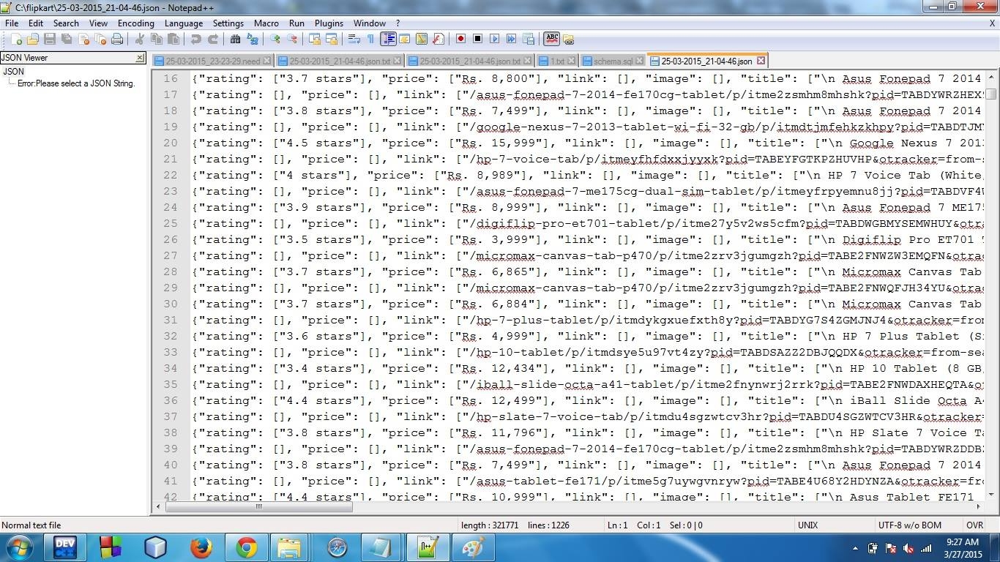 C:\flipkart\25-03-2015_21-04-46.json - Notepad++
File Edit Search View Encoding Language Settings Macro Run Plugins Window ? X
ABC
JSON Viewer
25-03-2015_23-23-29.need 25-03-2015_21-04-46.json.txt 25-03-2015_21-04-46.json.txt 1.txt schema.sql 25-03-2015_21-04-46.json
JSON
Error:Please select a JSON String.
16 {"rating": ["3.7 stars"], "price": ["Rs. 8,800"], "link": [], "image": [], "title": ["\n Asus Fonepad 7 2014
17 {"rating": [], "price": [], "link": ["/asus-fonepad-7-2014-fe170cg-tablet/p/itme2zsmhm8mhshk?pid=TABDYWRZHEX
18 {"rating": ["3.8 stars"], "price": ["Rs. 7,499"], "link": [], "image": [], "title": ["\n Asus Fonepad 7 2014
19 {"rating": [], "price": [], "link": ["/google-nexus-7-2013-tablet-wi-fi-32-gb/p/itmdtjmfehkzkhpy?pid=TABDTJMY
20 {"rating": ["4.5 stars"], "price": ["Rs. 15,999"], "link": [], "image": [], "title": ["\n Google Nexus 7 201
21 {"rating": [], "price": [], "link": ["/hp-7-voice-tab/p/itmeyfhfdxxjyyxk?pid=TABEYFGTKPZHUVHP&otracker=from-s
22 {"rating": ["4 stars"], "price": ["Rs. 8,989"], "link": [], "image": [], "title": ["\n HP 7 Voice Tab (White,
23 {"rating": [], "price": [], "link": ["/asus-fonepad-7-me175cg-dual-sim-tablet/p/itmeyfrpyemnu8jj?pid=TABDVF4
24 {"rating": ["3.9 stars"], "price": ["Rs. 8,999"], "link": [], "image": [], "title": ["\n Asus Fonepad 7 ME175
25 {"rating": [], "price": [], "link": ["/digiflip-pro-et701-tablet/p/itme27y5v2ws5cfm?pid=TABDWGBMYSEMWHUY&otra
26 {"rating": ["3.5 stars"], "price": ["Rs. 3,999"], "link": [], "image": [], "title": ["\n Digiflip Pro ET701 T
27 {"rating": [], "price": [], "link": ["/micromax-canvas-tab-p470/p/itme2zrv3jgumgzh?pid=TABE2FNWZW3EMQFN&otrac
28 {"rating": ["3.7 stars"], "price": ["Rs. 6,865"], "link": [], "image": [], "title": ["\n Micromax Canvas Tab
29 {"rating": [], "price": [], "link": ["/micromax-canvas-tab-p470/p/itme2zrv3jgumgzh?pid=TABE2FNWQFJH34YU&otrac
30 {"rating": ["3.7 stars"], "price": ["Rs. 6,884"], "link": [], "image": [], "title": ["\n Micromax Canvas Tab
31 {"rating": [], "price": [], "link": ["/hp-7-plus-tablet/p/itmdykgxuefxth8y?pid=TABDYG7S4ZGMJNJ4&otracker=from
32 {"rating": ["3.6 stars"], "price": ["Rs. 4,999"], "link": [], "image": [], "title": ["\n HP 7 Plus Tablet (Si
33 {"rating": [], "price": [], "link": ["/hp-10-tablet/p/itmdsye5u97vt4zy?pid=TABDSAZZ2DBJQQDX&otracker=from-sea
34 {"rating": ["3.4 stars"], "price": ["Rs. 12,434"], "link": [], "image": [], "title": ["\n HP 10 Tablet (8 GB,
35 {"rating": [], "price": [], "link": ["/iball-slide-octa-a41-tablet/p/itme2fnynwrj2rrk?pid=TABE2FNWDAXHEQTA&o
36 {"rating": ["4.4 stars"], "price": ["Rs. 12,499"], "link": [], "image": [], "title": ["\n iBall Slide Octa A4
37 {"rating": [], "price": [], "link": ["/hp-slate-7-voice-tab/p/itmdu4sgzwtcv3hr?pid=TABDU4SGZWTCV3HR&otracker=
38 {"rating": ["3.8 stars"], "price": ["Rs. 11,796"], "link": [], "image": [], "title": ["\n HP Slate 7 Voice Ta
39 {"rating": [], "price": [], "link": ["/asus-fonepad-7-2014-fe170cg-tablet/p/itme2zsmhm8mhshk?pid=TABDYWRZDDBZ
40 {"rating": ["3.8 stars"], "price": ["Rs. 7,499"], "link": [], "image": [], "title": ["\n Asus Fonepad 7 2014
41 {"rating": [], "price": [], "link": ["/asus-tablet-fe171/p/itme5g7uywgvnryw?pid=TABE4U68Y2HDYNZA&otracker=fro
42 {"rating": ["4.4 stars"], "price": ["Rs. 10,999"], "link": [], "image": [], "title": ["\n Asus Tablet FE171
Normal text file length : 321771 lines : 1226 Ln : 1 Col : 1 Sel : 0 | 0 UNIX UTF-8 w/o BOM OVR
DEV C++
9:27 AM
3/27/2015